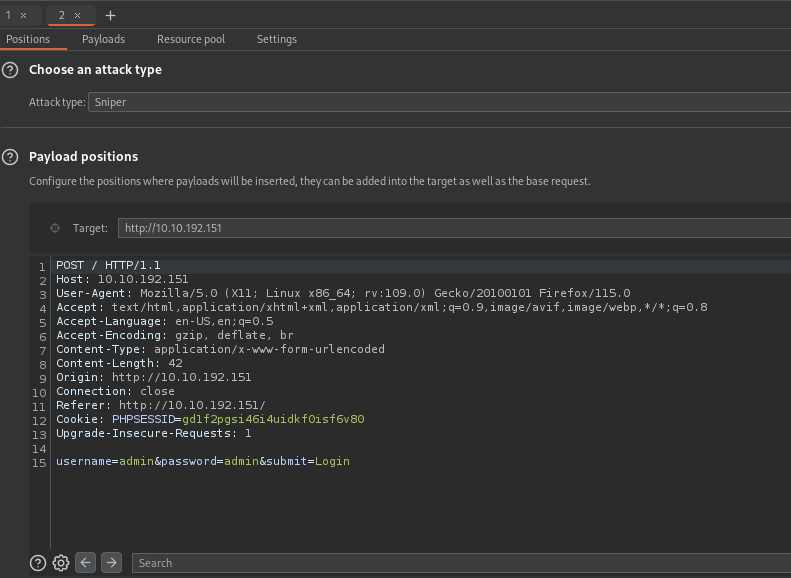 1 × 2 × +
Positions Payloads Resource pool Settings
? Choose an attack type
Attack type: Sniper
? Payload positions
Configure the positions where payloads will be inserted, they can be added into the target as well as the base request.
Target: http://10.10.192.151
1 POST / HTTP/1.1
2 Host: 10.10.192.151
3 User-Agent: Mozilla/5.0 (X11; Linux x86_64; rv:109.0) Gecko/20100101 Firefox/115.0
4 Accept: text/html,application/xhtml+xml,application/xml;q=0.9,image/avif,image/webp,*/*;q=0.8
5 Accept-Language: en-US,en;q=0.5
6 Accept-Encoding: gzip, deflate, br
7 Content-Type: application/x-www-form-urlencoded
8 Content-Length: 42
9 Origin: http://10.10.192.151
10 Connection: close
11 Referer: http://10.10.192.151/
12 Cookie: PHPSESSID=gdlf2pgsi46i4uidkf0isf6v80
13 Upgrade-Insecure-Requests: 1
14
15 username=admin&password=admin&submit=Login
? Search